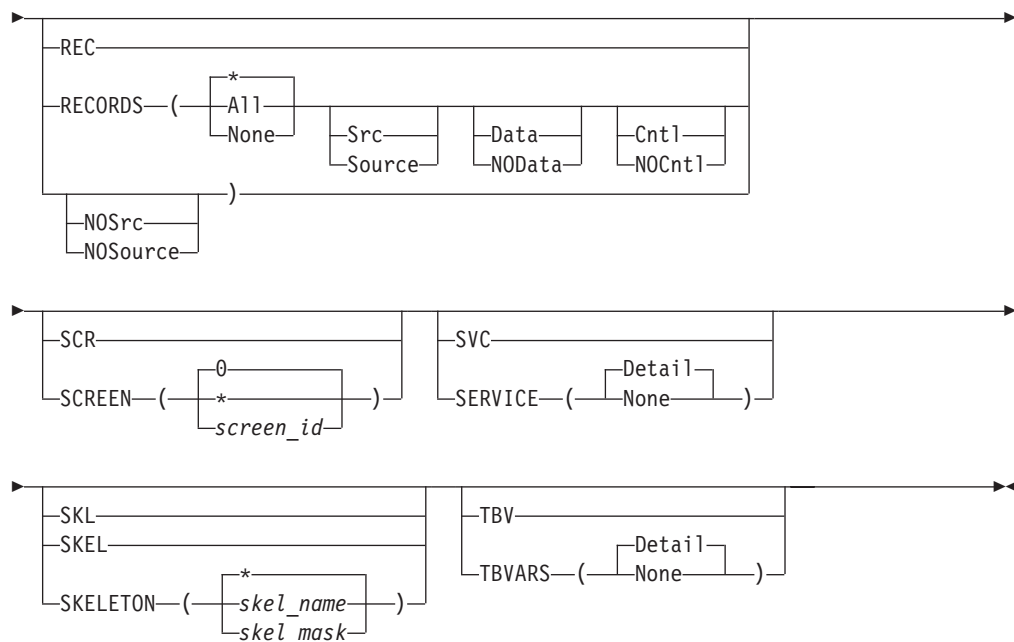 REC
*
RECORDS ( All
None Src Data Cntl
Source NOData NOCntl
)
NOSrc
NOSource
SCR SVC
0 Detail
SCREEN ( * ) SERVICE ( None )
screen_id
SKL TBV
SKEL Detail
* TBVARS ( None )
SKELETON ( skel_name )
skel_mask